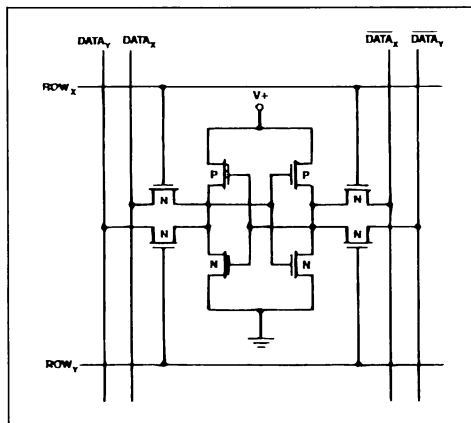 DATAY DATAX DATAX DATAY
ROWX
V+
P P
N N
N N
N N
ROWY